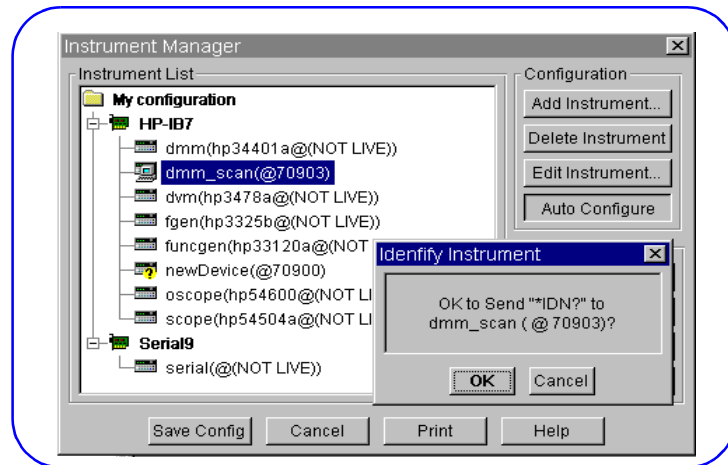 Instrument Manager
Instrument List
My configuration
HP-IB7
dmm(hp34401a@(NOT LIVE))
dmm_scan(@70903)
dvm(hp3478a@(NOT LIVE))
fgen(hp3325b@(NOT LIVE))
funcgen(hp33120a@(NOT
newDevice(@70900)
oscope(hp54600@(NOT LI
scope(hp54504a@(NOT LI
Serial9
serial(@(NOT LIVE))
Configuration
Add Instrument...
Delete Instrument
Edit Instrument...
Auto Configure
Idenfify Instrument
OK to Send "*IDN?" to
dmm_scan ( @ 70903)?
OK Cancel
Save Config Cancel Print Help